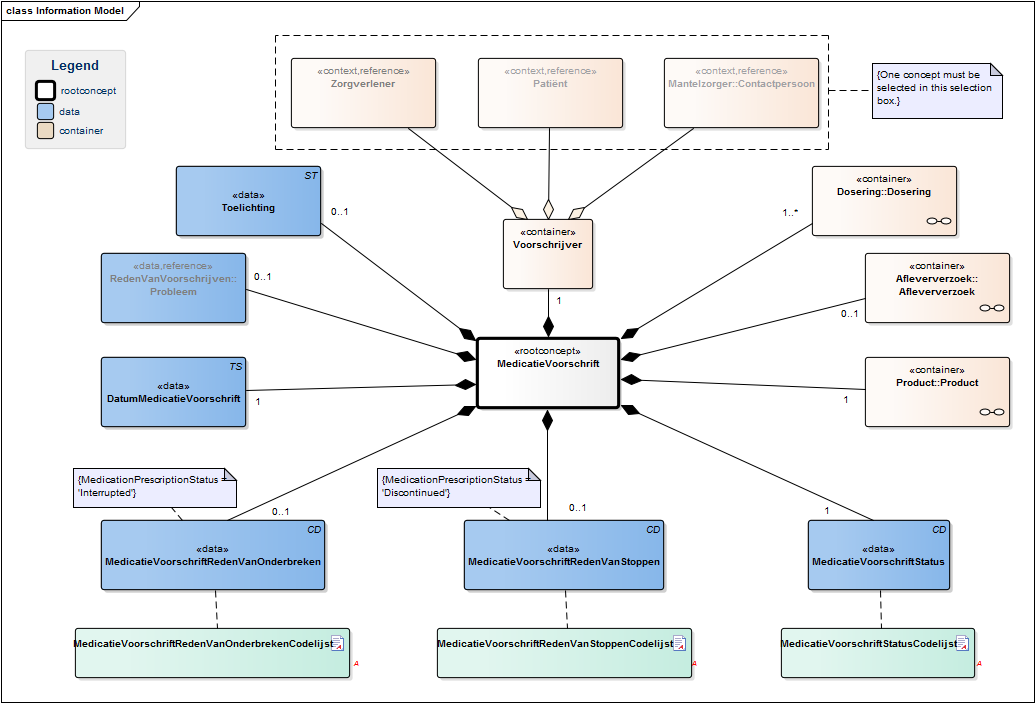 class Information Model
Legend
rootconcept
data
container
«context,reference»
Zorgverlener
«context,reference»
Patiënt
«context,reference»
Mantelzorger::Contactpersoon
{One concept must be
selected in this selection
box.}
ST
«data»
Toelichting
0..1
«container»
Voorschrijver
1
1..*
«container»
Dosering::Dosering
«data,reference»
RedenVanVoorschrijven::
Probleem
0..1
«container»
Afleververzoek::
Afleververzoek
0..1
«rootconcept»
MedicatieVoorschrift
TS
«data»
DatumMedicatieVoorschrift
1
«container»
Product::Product
1
{MedicationPrescriptionStatus =
'Interrupted'}
{MedicationPrescriptionStatus =
'Discontinued'}
0..1
0..1
1
CD
«data»
MedicatieVoorschriftRedenVanOnderbreken
CD
«data»
MedicatieVoorschriftRedenVanStoppen
CD
«data»
MedicatieVoorschriftStatus
MedicatieVoorschriftRedenVanOnderbrekenCodelijst
A
MedicatieVoorschriftRedenVanStoppenCodelijst
A
MedicatieVoorschriftStatusCodelijst
A